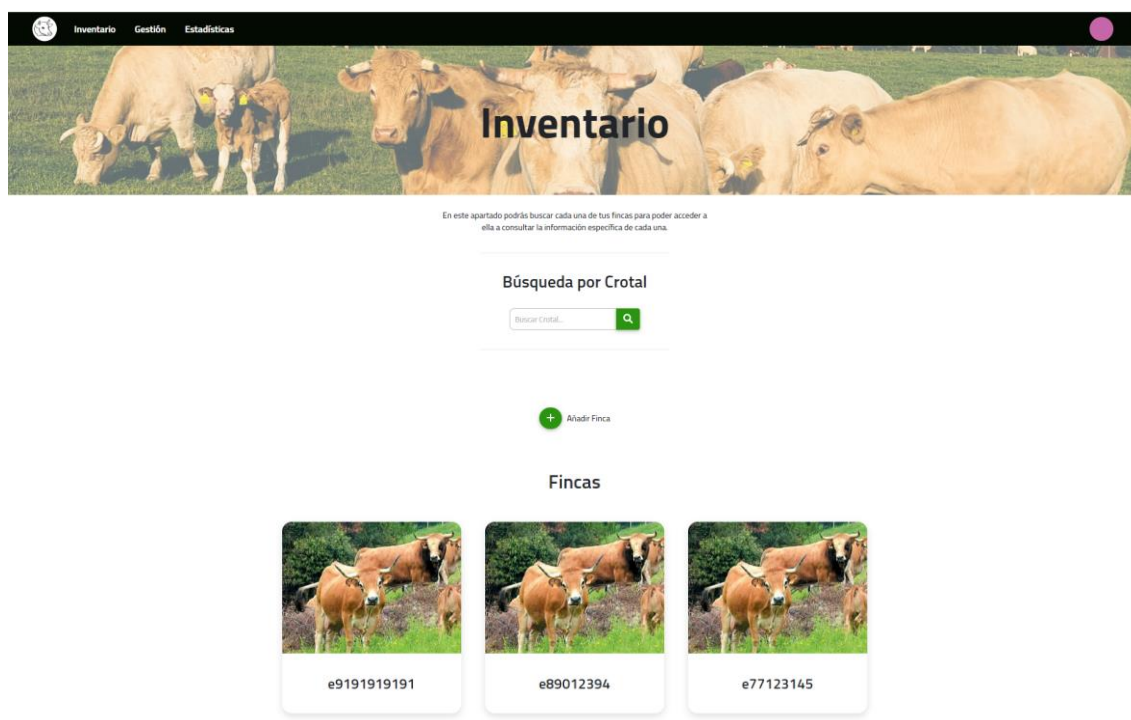 Inventario Gestión Estadísticas
Inventario
En este apartado podrás buscar cada una de tus fincas para poder acceder a
ella a consultar la información específica de cada una.
Búsqueda por Crotal
Buscar Crotal...
Añadir Finca
Fincas
e9191919191 e89012394 e77123145